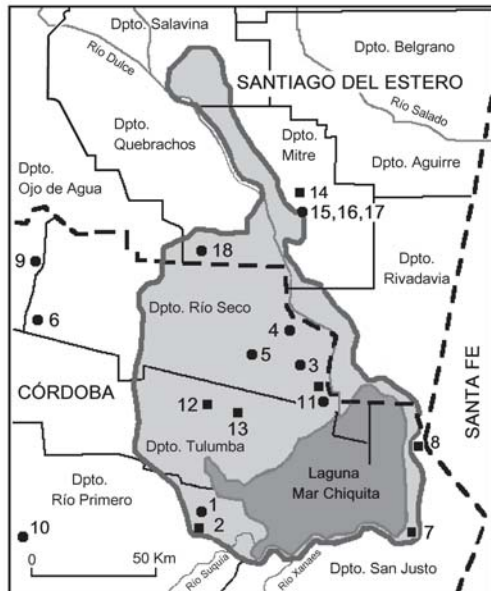 Dpto. Salavina
Río Dulce
Dpto. Belgrano
SANTIAGO DEL ESTERO
Río Salado
Dpto.
Quebrachos
Dpto.
Mitre
Dpto. Aguirre
Dpto.
Ojo de Agua
14
15,16,17
18
Dpto.
Rivadavia
9
6
Dpto. Río Seco
4
5
3
CÓRDOBA
SANTA FE
12
13
11
8
Dpto. Tulumba
Laguna
Mar Chiquita
Dpto.
Río Primero
1
2
7
10
0
50 Km
Río Suquía
Río Xanaes
Dpto. San Justo